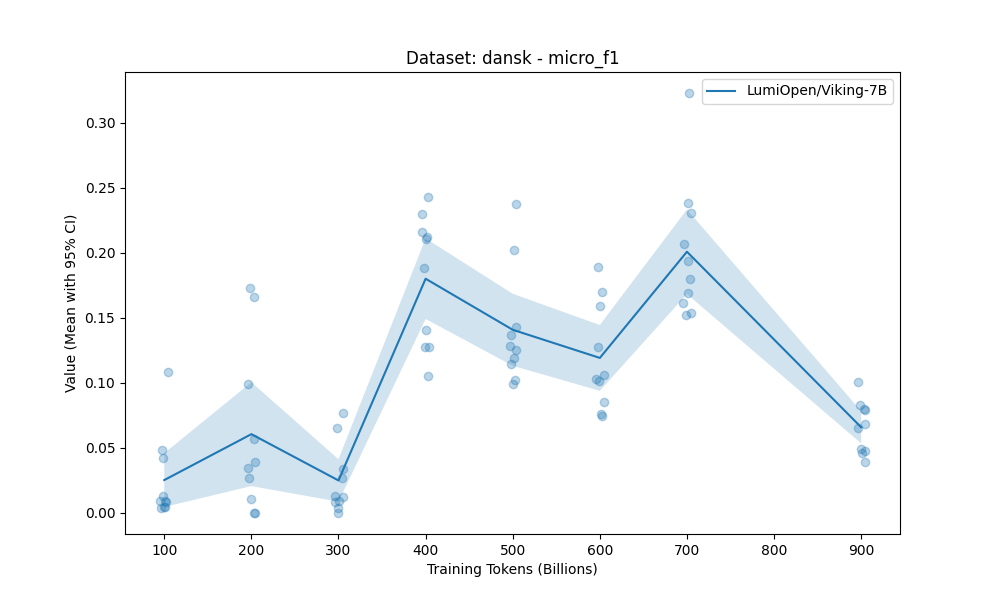 Dataset: dansk - micro_f1
LumiOpen/Viking-7B
Value (Mean with 95% CI)
0.30
0.25
0.20
0.15
0.10
0.05
0.00
100 200 300 400 500 600 700 800 900
Training Tokens (Billions)